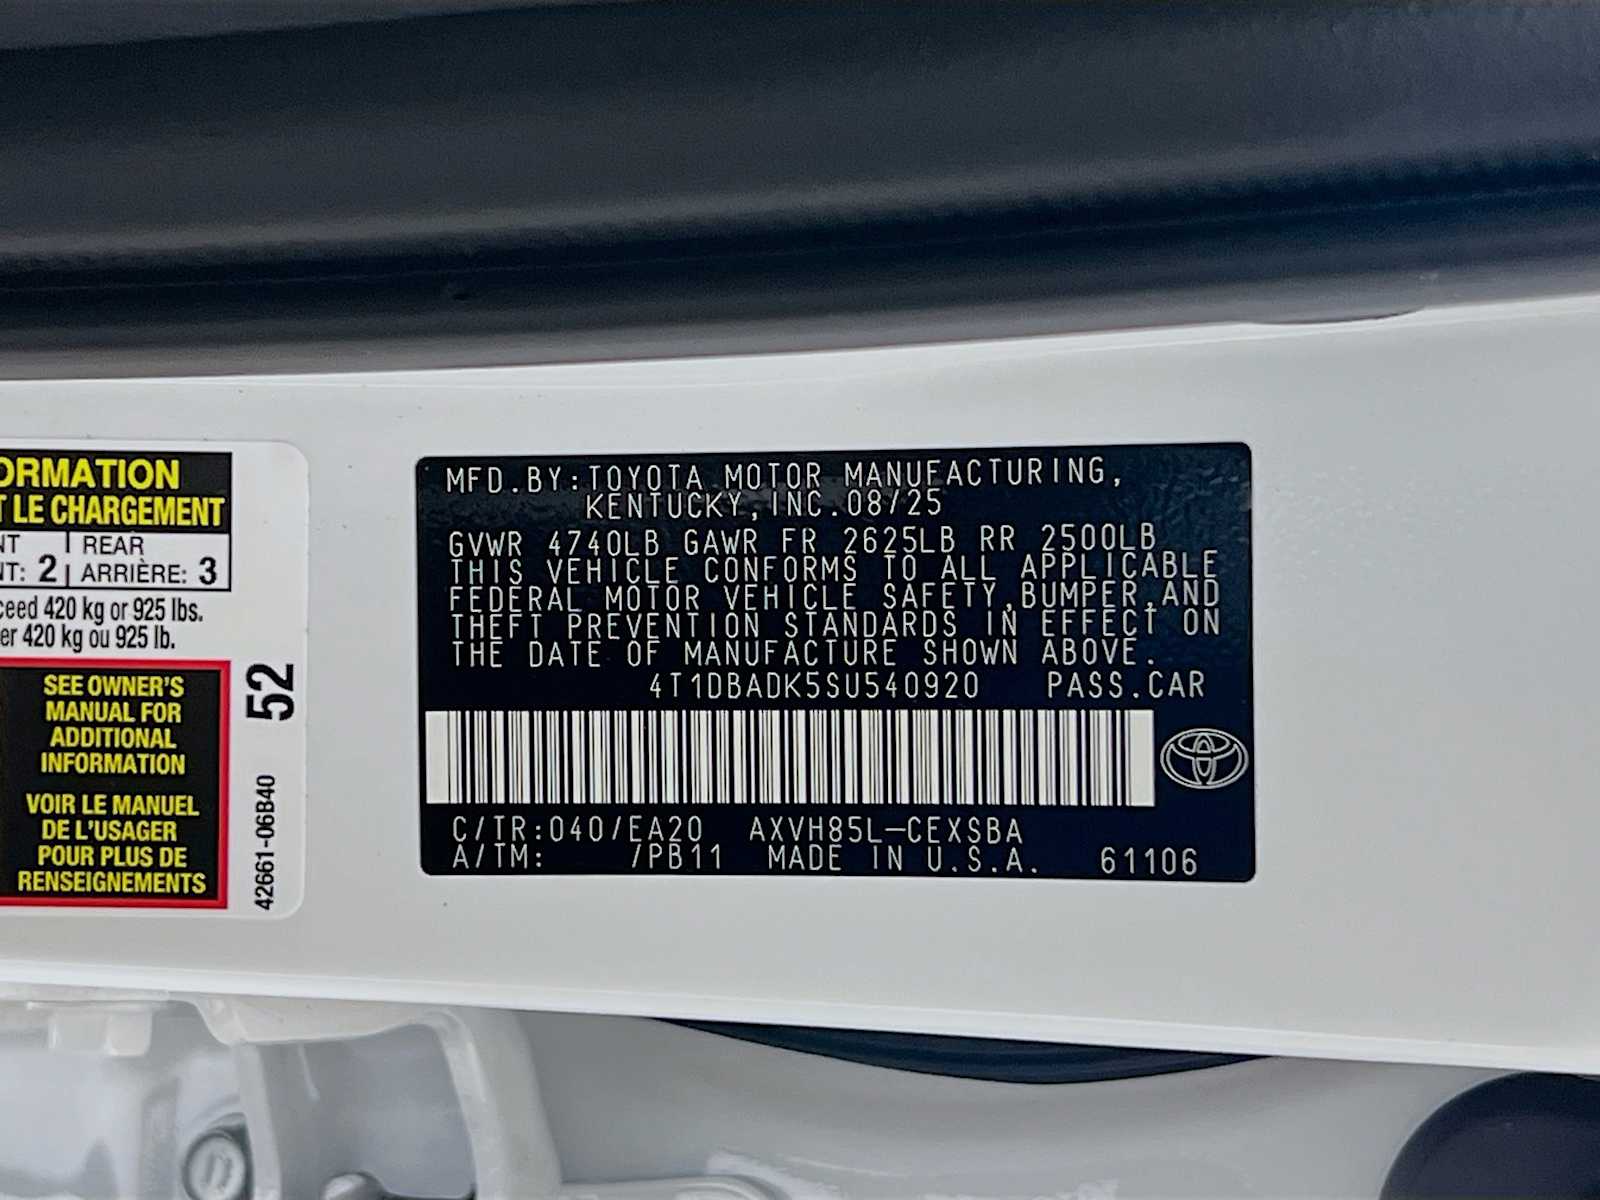 ORMATION
T LE CHARGEMENT
NT 2 REAR
NT: ARRIÈRE: 3
ceed 420 kg or 925 lbs.
er 420 kg ou 925 lb.
SEE OWNER'S
MANUAL FOR
ADDITIONAL
INFORMATION
VOIR LE MANUEL
DE L'USAGER
POUR PLUS DE
RENSEIGNEMENTS
52
42661-06B40
MFD.BY:TOYOTA MOTOR MANUFACTURING,
KENTUCKY,INC.08/25
GVWR 4740LB GAWR FR 2625LB RR 2500LB
THIS VEHICLE CONFORMS TO ALL APPLICABLE
FEDERAL MOTOR VEHICLE SAFETY,BUMPER,AND
THEFT PREVENTION STANDARDS IN EFFECT ON
THE DATE OF MANUFACTURE SHOWN ABOVE.
4T1DBADK5SU540920 PASS.CAR
C/TR:040/EA20 AXVH85L-CEXSBA
A/TM: /PB11 MADE IN U.S.A. 61106